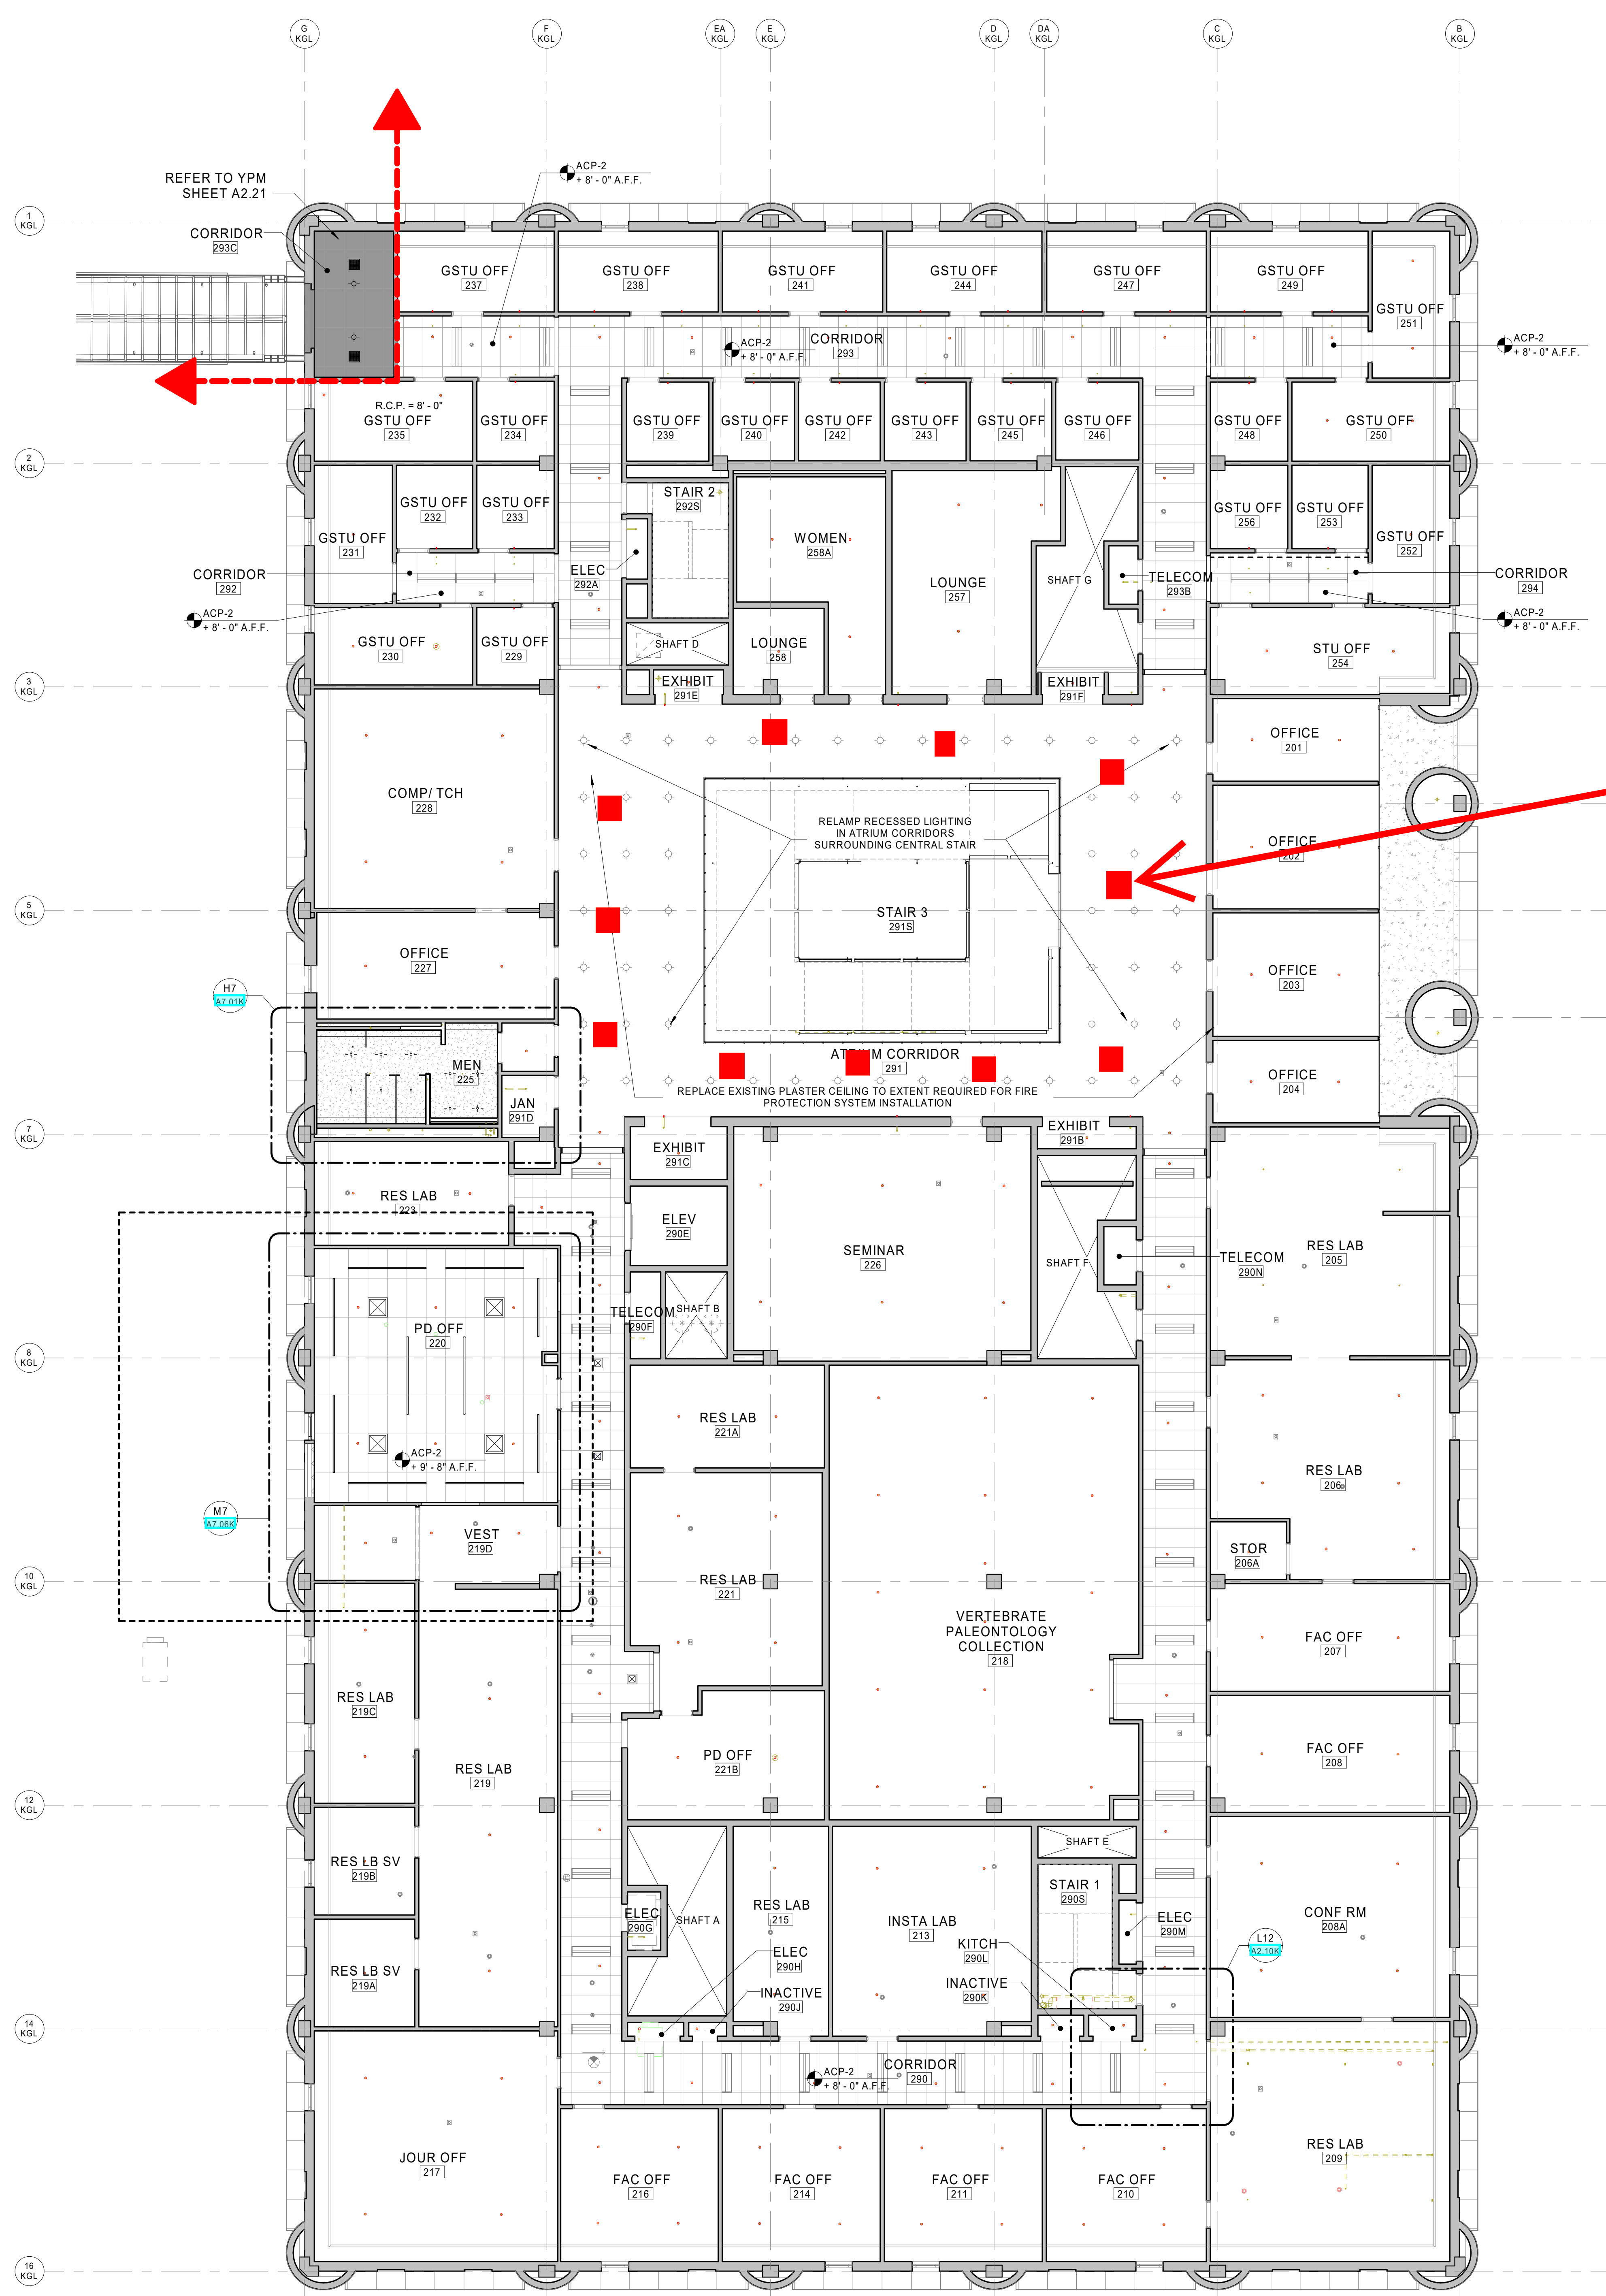 G
KGL
F
KGL
EA
KGL
E
KGL
D
KGL
DA
KGL
C
KGL
B
KGL
ACP-2
+ 8' - 0" A.F.F.
REFER TO YPM
SHEET A2.21
1
KGL
CORRIDOR
293C
GSTU OFF
237
GSTU OFF
238
GSTU OFF
241
GSTU OFF
244
GSTU OFF
247
GSTU OFF
249
GSTU OFF
251
ACP-2
+ 8' - 0" A.F.F.
CORRIDOR
293
ACP-2
+ 8' - 0" A.F.F.
R.C.P. = 8' - 0"
GSTU OFF
235
GSTU OFF
234
GSTU OFF
239
GSTU OFF
240
GSTU OFF
242
GSTU OFF
243
GSTU OFF
245
GSTU OFF
246
GSTU OFF
248
GSTU OFF
250
2
KGL
STAIR 2
292S
GSTU OFF
232
GSTU OFF
233
GSTU OFF
256
GSTU OFF
253
GSTU OFF
231
WOMEN
258A
GSTU OFF
252
CORRIDOR
292
ELEC
292A
LOUNGE
257
SHAFT G
TELECOM
293B
CORRIDOR
294
ACP-2
+ 8' - 0" A.F.F.
ACP-2
+ 8' - 0" A.F.F.
GSTU OFF
230
GSTU OFF
229
SHAFT D
LOUNGE
258
STU OFF
254
3
KGL
EXHIBIT
291E
EXHIBIT
291F
OFFICE
201
COMP/ TCH
228
RELAMP RECESSED LIGHTING
IN ATRIUM CORRIDORS
SURROUNDING CENTRAL STAIR
OFFICE
202
5
KGL
STAIR 3
291S
OFFICE
227
OFFICE
203
H7
A7.01K
MEN
225
ATRIUM CORRIDOR
291
OFFICE
204
JAN
291D
REPLACE EXISTING PLASTER CEILING TO EXTENT REQUIRED FOR FIRE
PROTECTION SYSTEM INSTALLATION
7
KGL
EXHIBIT
291C
EXHIBIT
291B
RES LAB
223
ELEV
290E
SEMINAR
226
SHAFT F
TELECOM
290N
RES LAB
205
TELECOM
290F
SHAFT B
PD OFF
220
8
KGL
RES LAB
221A
ACP-2
+ 9' - 8" A.F.F.
RES LAB
206
M7
A7.06K
VEST
219D
STOR
206A
10
KGL
RES LAB
221
VERTEBRATE
PALEONTOLOGY
COLLECTION
218
FAC OFF
207
RES LAB
219C
RES LAB
219
PD OFF
221B
FAC OFF
208
12
KGL
SHAFT E
RES LB SV
219B
STAIR 1
290S
ELEC
290G
SHAFT A
RES LAB
215
INSTA LAB
213
ELEC
290M
CONF RM
208A
L12
A2.10K
KITCH
290L
ELEC
290H
RES LB SV
219A
INACTIVE
290J
INACTIVE
290K
14
KGL
CORRIDOR
290
ACP-2
+ 8' - 0" A.F.F.
JOUR OFF
217
FAC OFF
216
FAC OFF
214
FAC OFF
211
FAC OFF
210
RES LAB
209
16
KGL